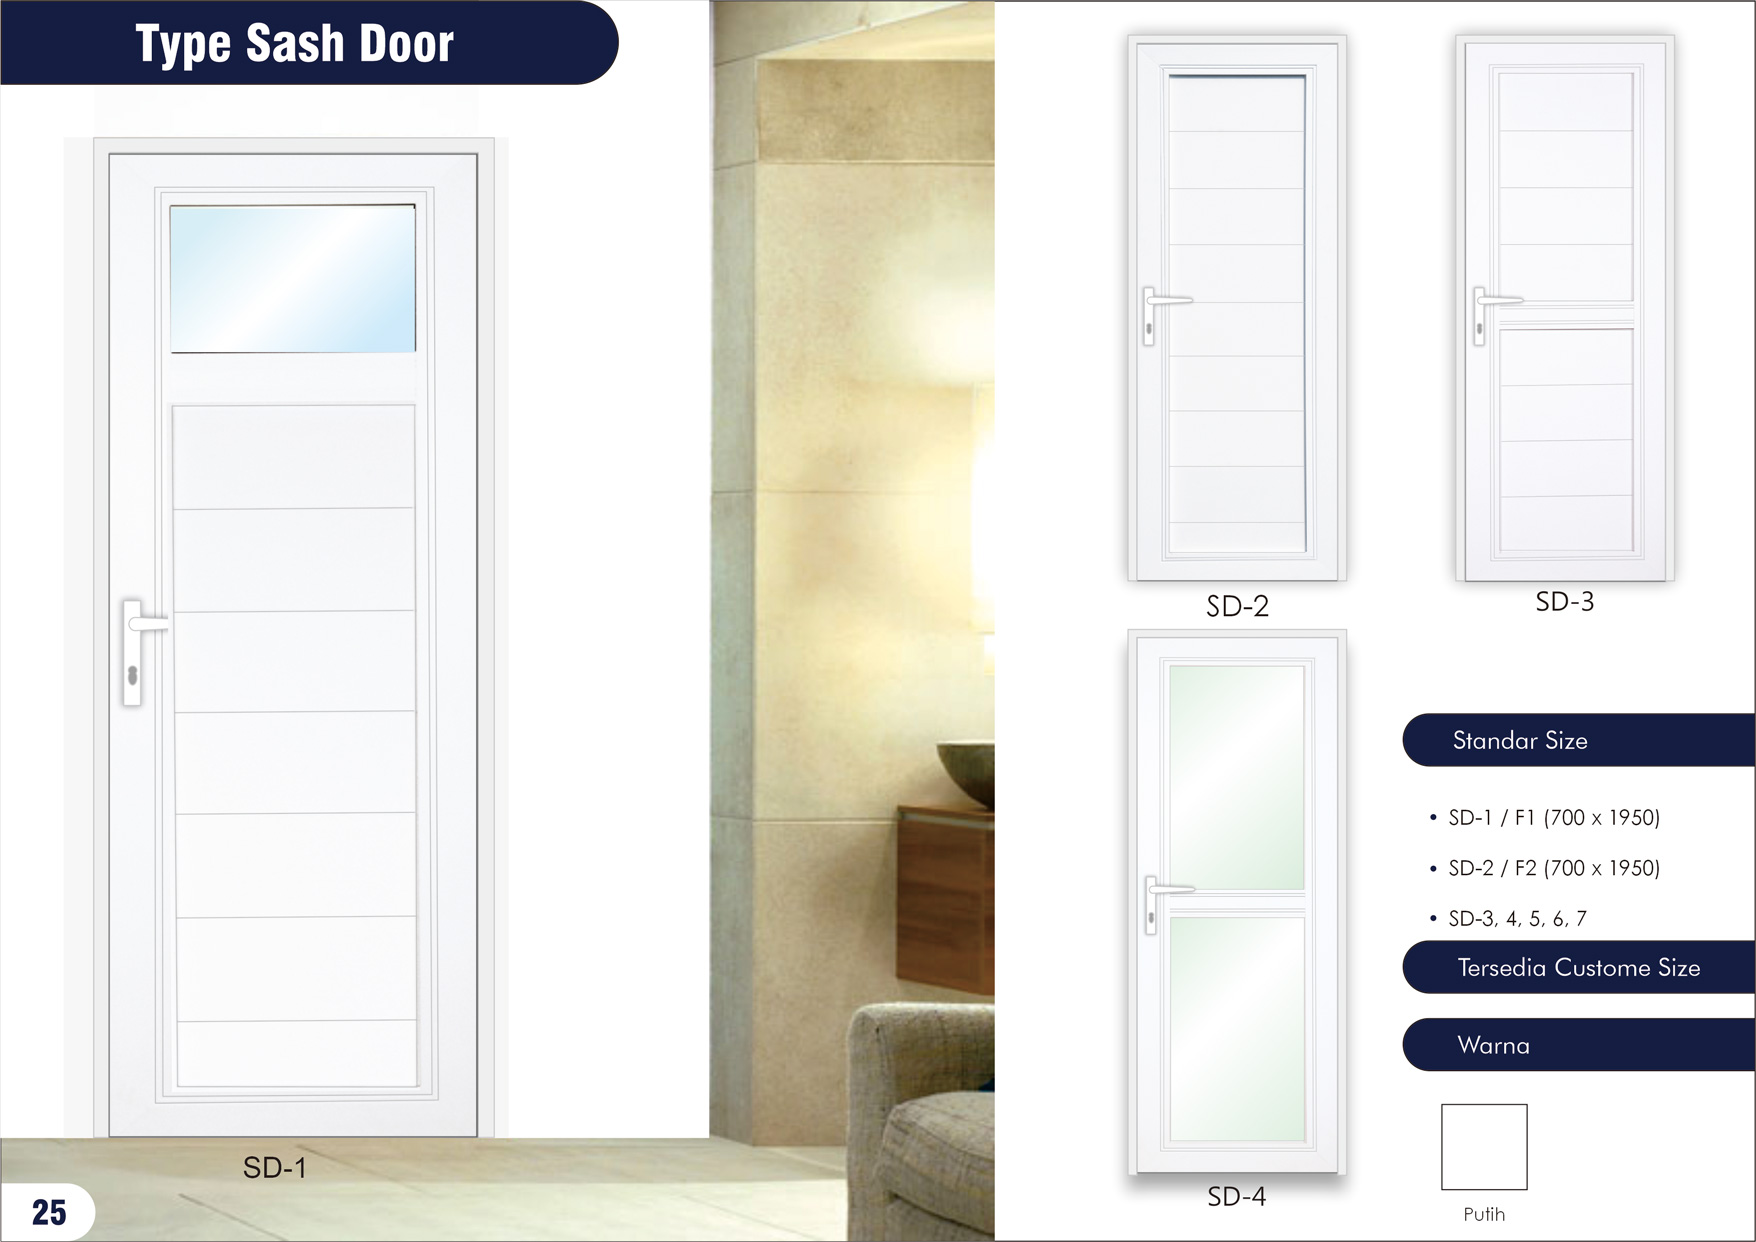 Type Sash Door
SD-1
25
SD-2
SD-3
SD-4
Standar Size
• SD-1 / F1 (700 x 1950)
• SD-2 / F2 (700 x 1950)
• SD-3, 4, 5, 6, 7
Tersedia Custome Size
Warna
Putih